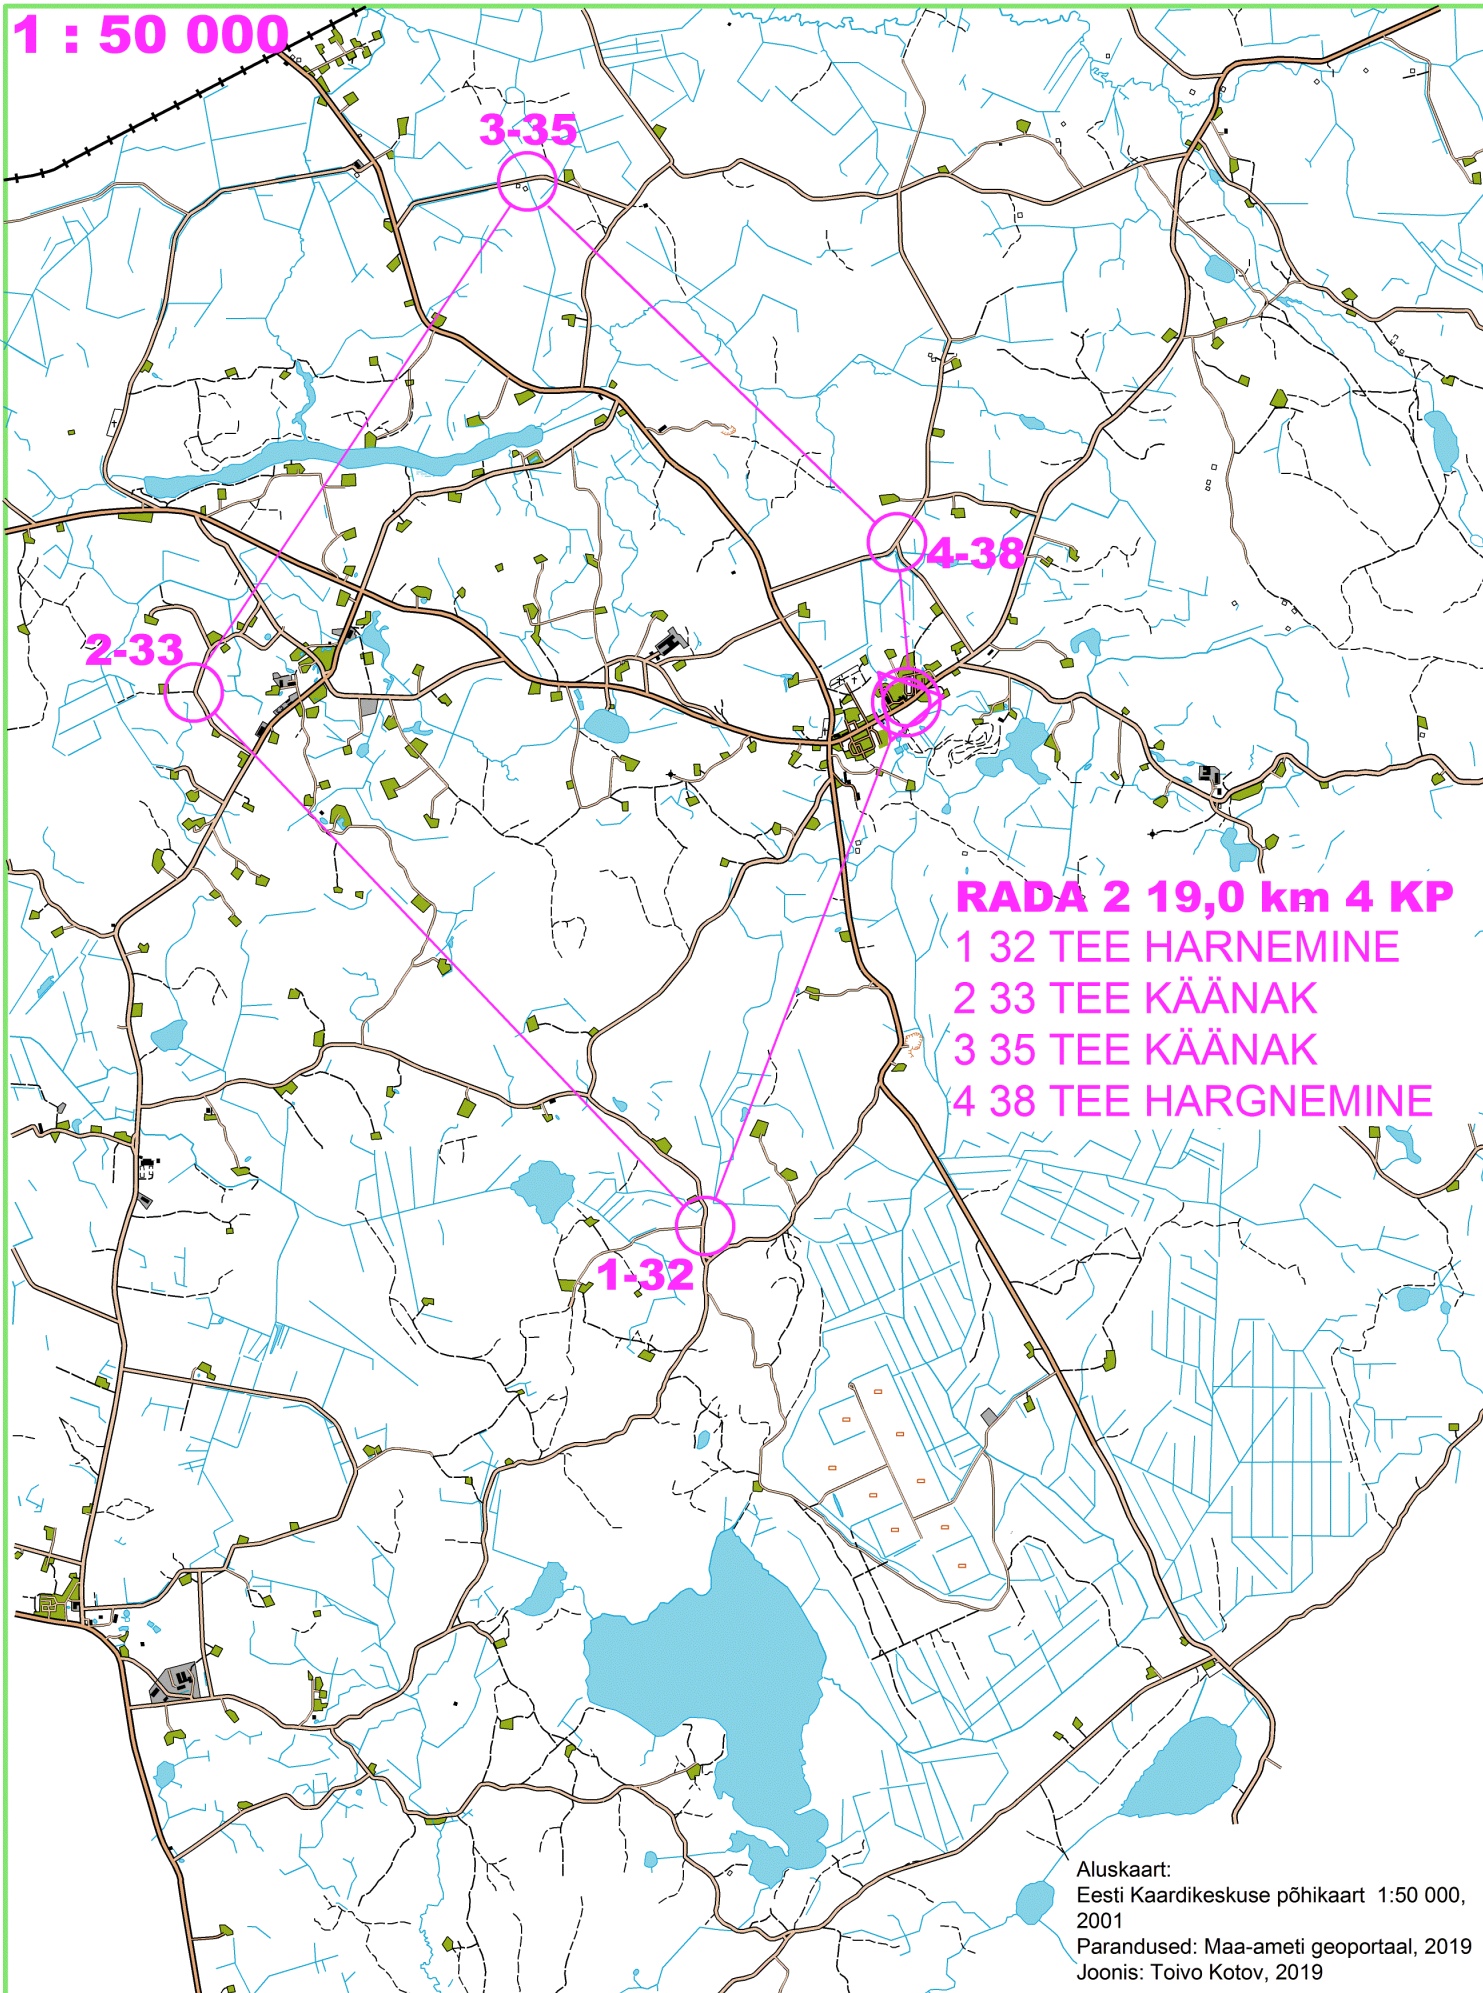 1 : 50 000
3-35
4-38
2-33
RADA 2 19,0 km 4 KP
1 32 TEE HARNEMINE
2 33 TEE KÄÄNAK
3 35 TEE KÄÄNAK
4 38 TEE HARGNEMINE
1-32
Aluskaart:
Eesti Kaardikeskuse põhikaart 1:50 000,
2001
Parandused: Maa-ameti geoportaal, 2019
Joonis: Toivo Kotov, 2019